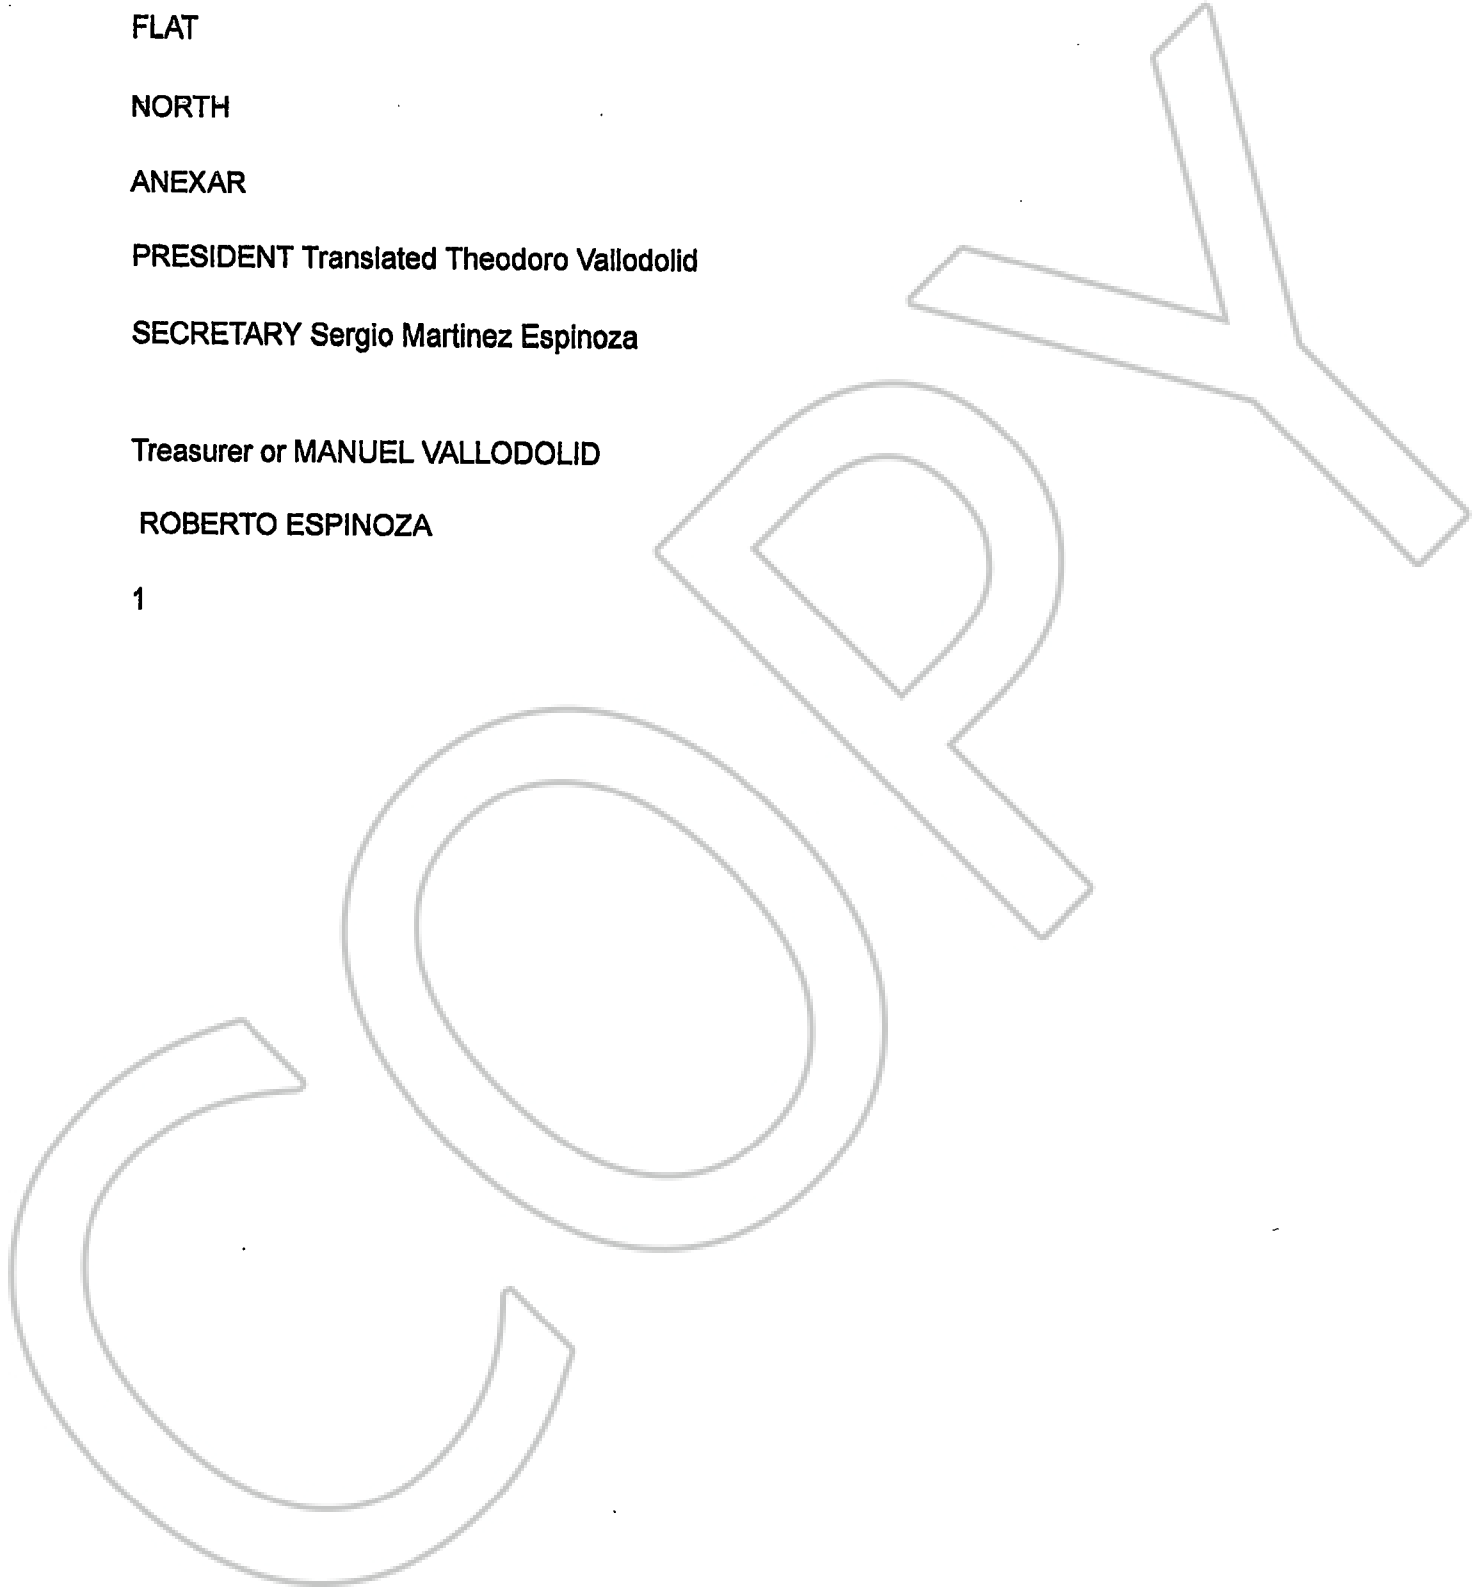 FLAT
NORTH
ANEXAR
PRESIDENT Translated Theodoro Vallodolid
SECRETARY Sergio Martinez Espinoza
Treasurer or MANUEL VALLODOLID
ROBERTO ESPINOZA
1
COPY